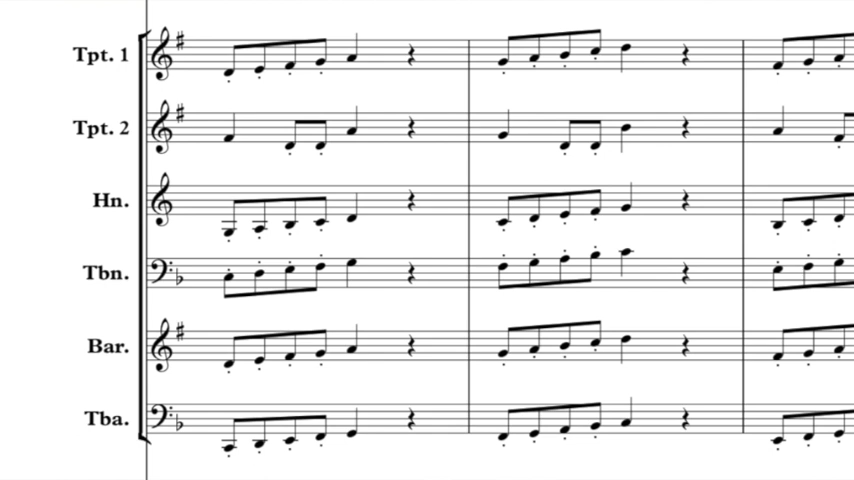 Tpt. 1
Tpt. 2
Hn.
Tbn.
Bar.
Tba.